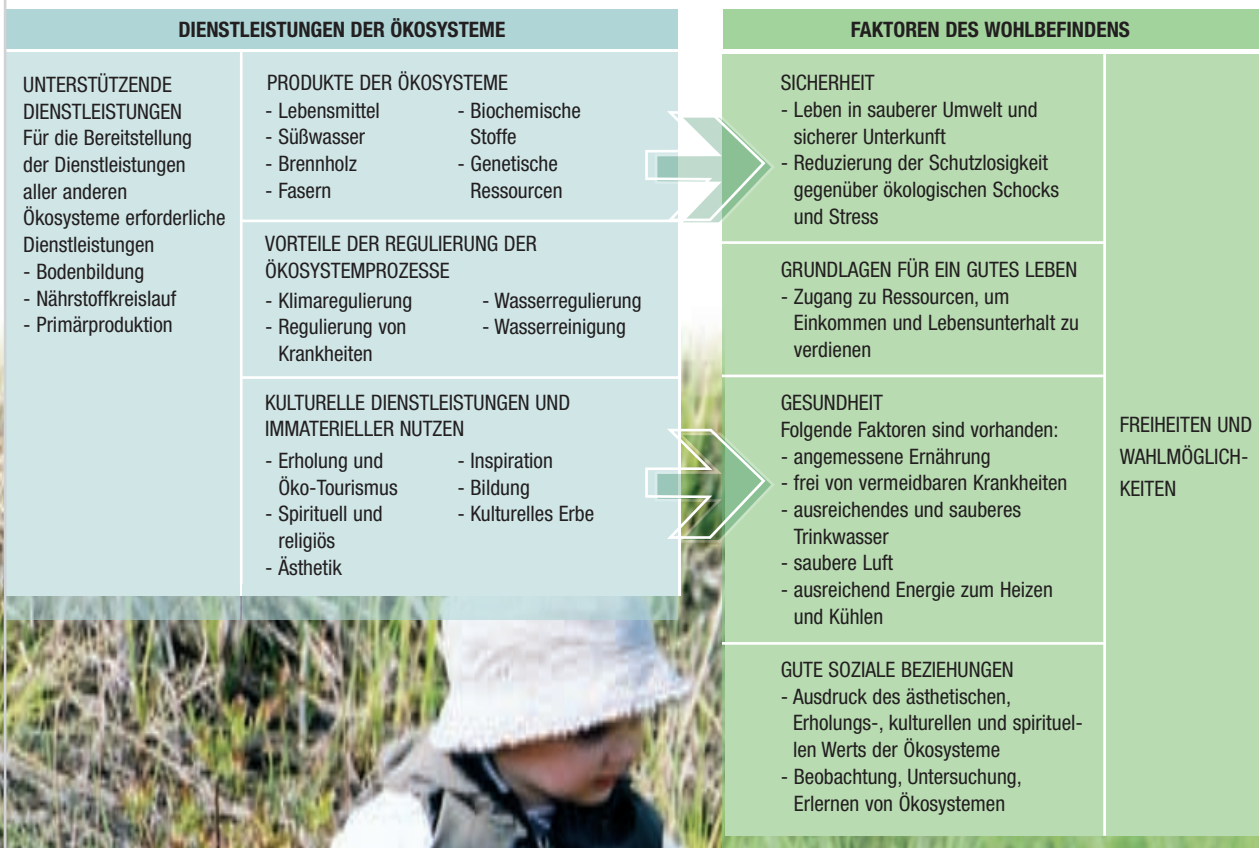 DIENSTLEISTUNGEN DER ÖKOSYSTEME
UNTERSTÜTZENDE
DIENSTLEISTUNGEN
Für die Bereitstellung
der Dienstleistungen
aller anderen
Ökosysteme erforderliche
Dienstleistungen
- Bodenbildung
- Nährstoffkreislauf
- Primärproduktion
PRODUKTE DER ÖKOSYSTEME
- Lebensmittel
- Süßwasser
- Brennholz
- Fasern
- Biochemische
Stoffe
- Genetische
Ressourcen
VORTEILE DER REGULIERUNG DER
ÖKOSYSTEMPROZESSE
- Klimaregulierung
- Regulierung von
Krankheiten
- Wasserregulierung
- Wasserreinigung
KULTURELLE DIENSTLEISTUNGEN UND
IMMATERIELLER NUTZEN
- Erholung und
Öko-Tourismus
- Spirituell und
religiös
- Ästhetik
- Inspiration
- Bildung
- Kulturelles Erbe
FAKTOREN DES WOHLBEFINDENS
SICHERHEIT
- Leben in sauberer Umwelt und
sicherer Unterkunft
- Reduzierung der Schutzlosigkeit
gegenüber ökologischen Schocks
und Stress
GRUNDLAGEN FÜR EIN GUTES LEBEN
- Zugang zu Ressourcen, um
Einkommen und Lebensunterhalt zu
verdienen
GESUNDHEIT
Folgende Faktoren sind vorhanden:
- angemessene Ernährung
- frei von vermeidbaren Krankheiten
- ausreichendes und sauberes
Trinkwasser
- saubere Luft
- ausreichend Energie zum Heizen
und Kühlen
GUTE SOZIALE BEZIEHUNGEN
- Ausdruck des ästhetischen,
Erholungs-, kulturellen und spirituel-
len Werts der Ökosysteme
- Beobachtung, Untersuchung,
Erlernen von Ökosystemen
FREIHEITEN UND
WAHLMÖGLICH-
KEITEN